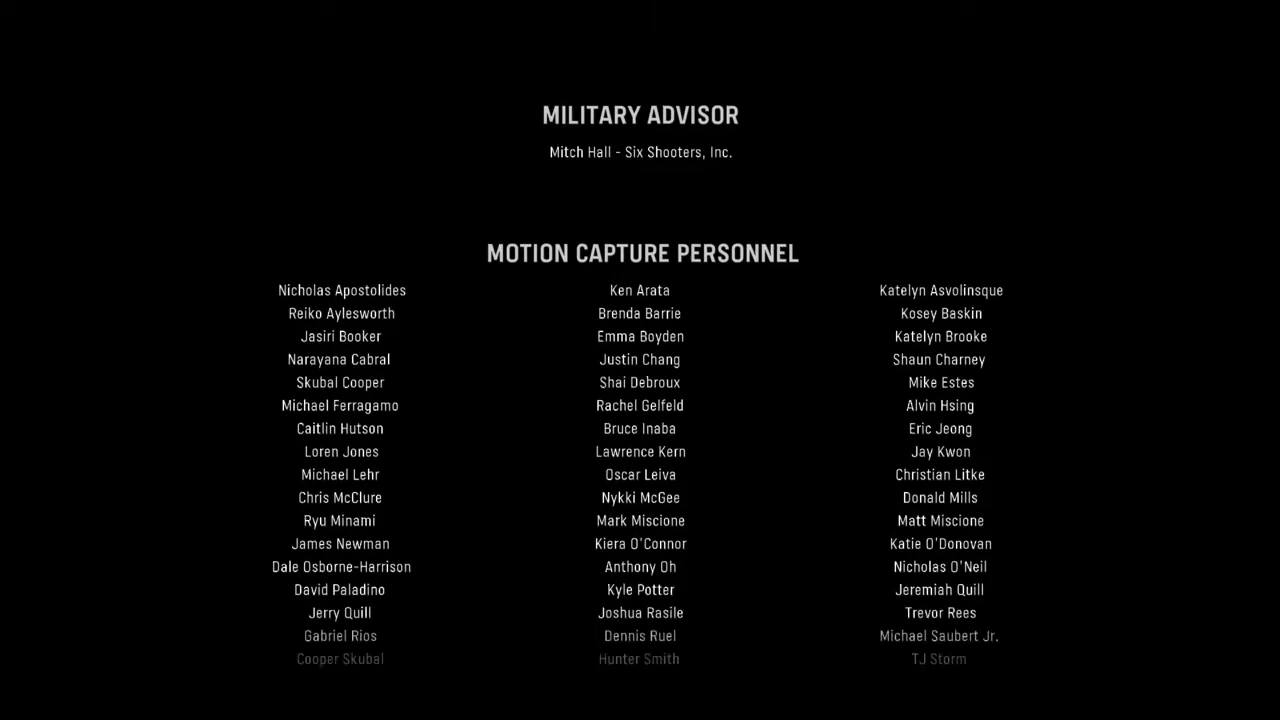 MILITARY ADVISOR
Mitch Hall - Six Shooters, Inc.
MOTION CAPTURE PERSONNEL
Nicholas Apostolides Ken Arata Katelyn Asvolinsque
Reiko Aylesworth Brenda Barrie Kosey Baskin
Jasiri Booker Emma Boyden Katelyn Brooke
Narayana Cabral Justin Chang Shaun Charney
Skubal Cooper Shai Debroux Mike Estes
Michael Ferragamo Rachel Gelfeld Alvin Hsing
Caitlin Hutson Bruce Inaba Eric Jeong
Loren Jones Lawrence Kern Jay Kwon
Michael Lehr Oscar Leiva Christian Litke
Chris McClure Nykki McGee Donald Mills
Ryu Minami Mark Miscione Matt Miscione
James Newman Kiera O'Connor Katie O'Donovan
Dale Osborne-Harrison Anthony Oh Nicholas O'Neil
David Paladino Kyle Potter Jeremiah Quill
Jerry Quill Joshua Rasile Trevor Rees
Gabriel Rios Dennis Ruel Michael Saubert Jr.
Cooper Skubal Hunter Smith TJ Storm